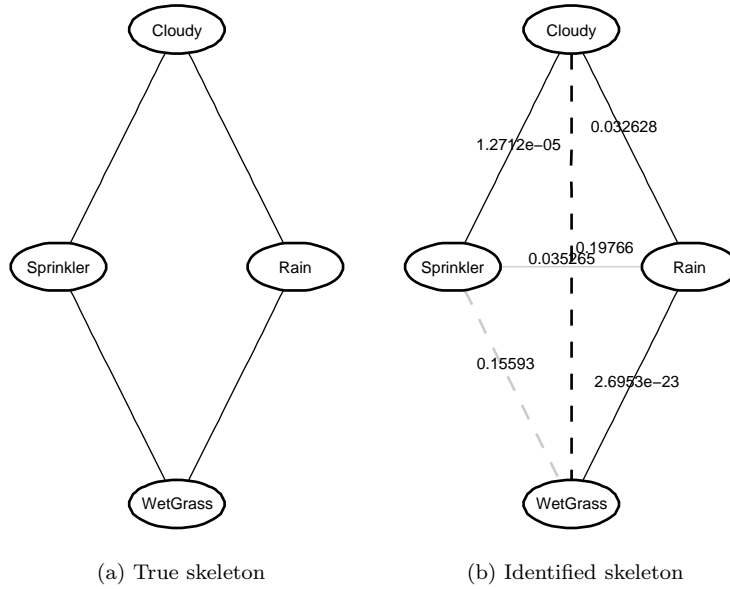 Cloudy
Sprinkler
Rain
WetGrass
(a) True skeleton
Cloudy
0.032628
1.2712e−05
0.19766
0.035265
Sprinkler
Rain
0.15593
2.6953e−23
WetGrass
(b) Identified skeleton